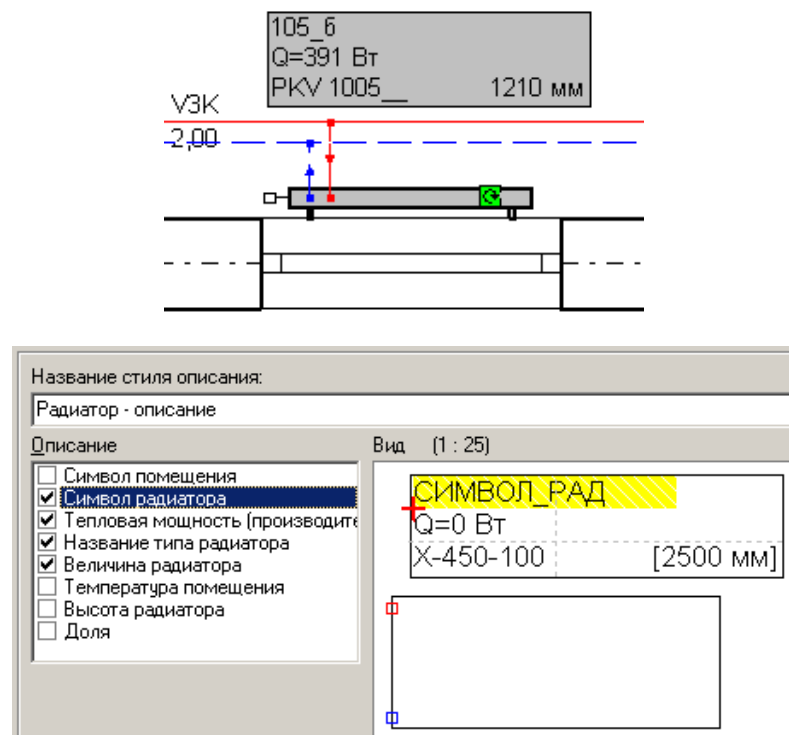 105_6
Q=391 Вт
PKV 1005__ 1210 мм
V3K
2,00
Название стиля описания:
Радиатор - описание
Описание
Вид (1 : 25)
Символ помещения
Символ радиатора
Тепловая мощность (производите
Название типа радиатора
Величина радиатора
Температура помещения
Высота радиатора
Доля
СИМВОЛ_РАД
Q=0 Вт
X-450-100 [2500 мм]